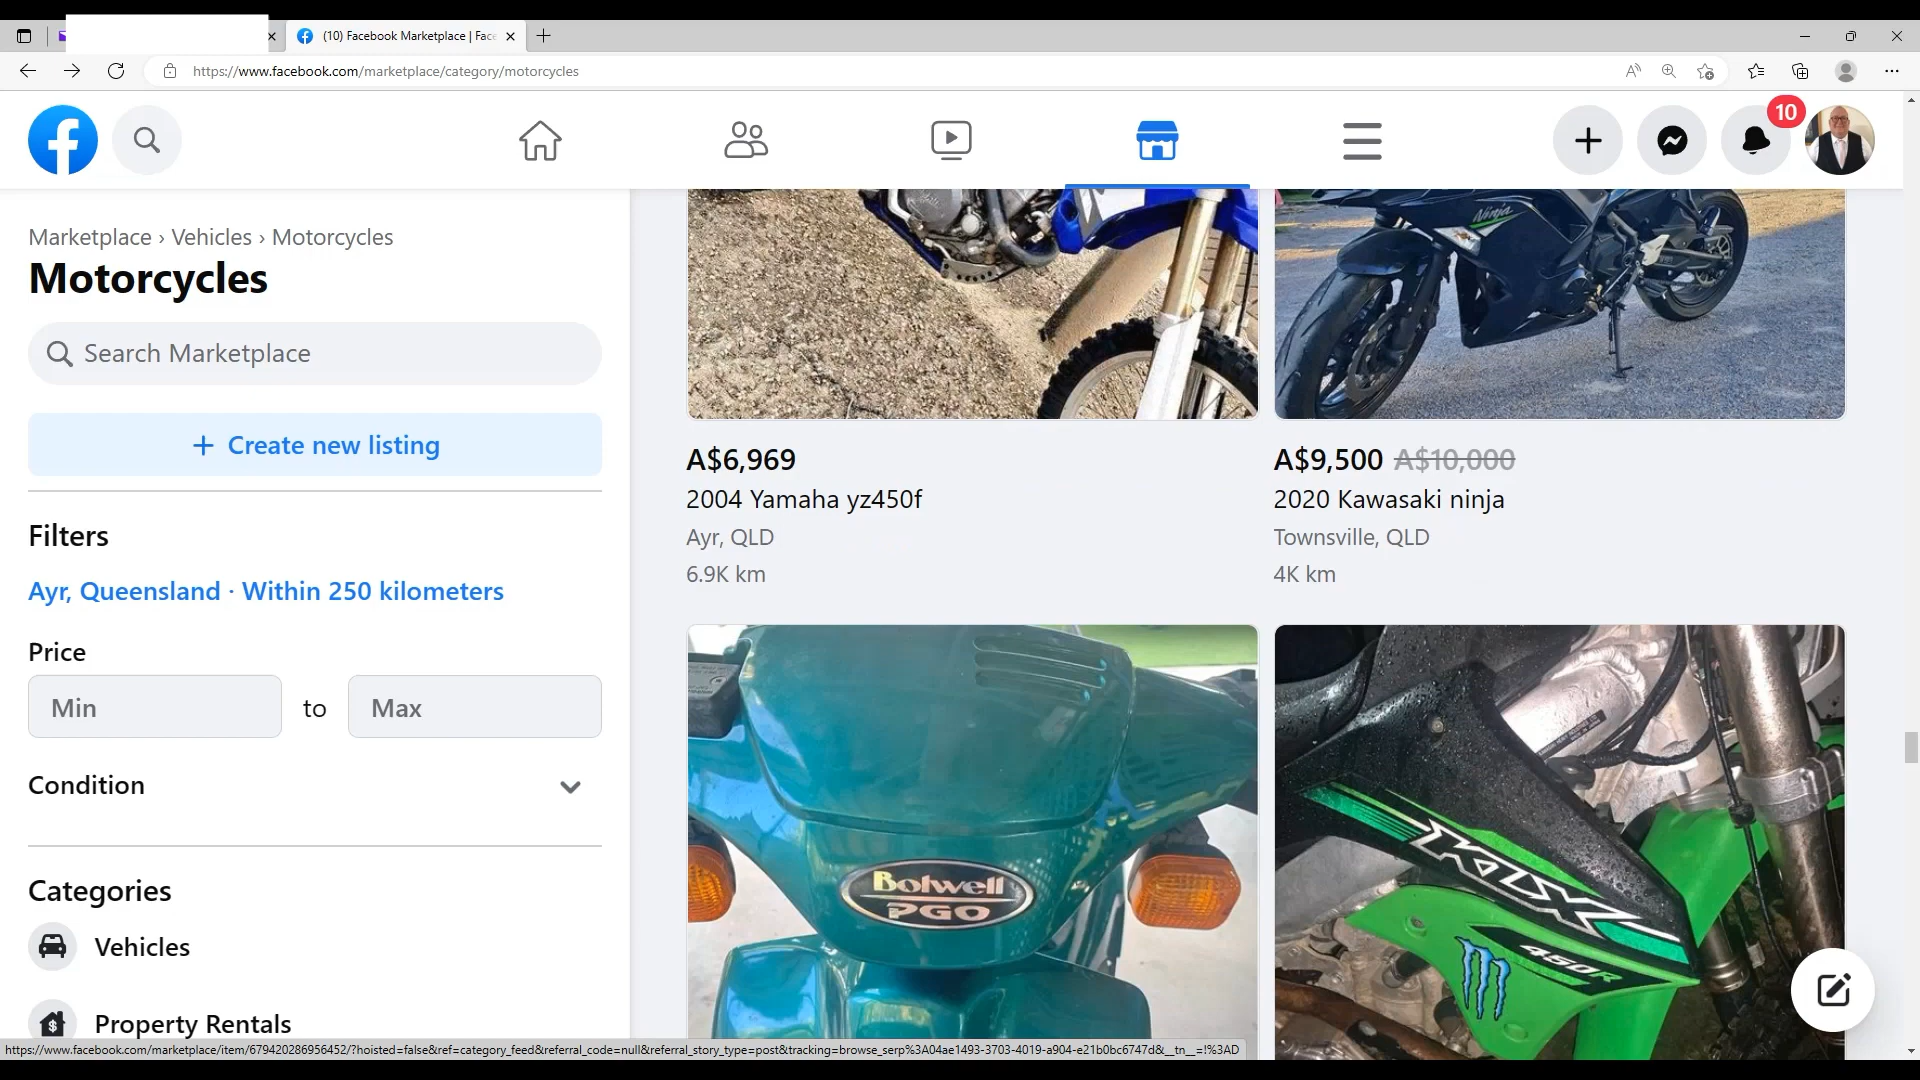 (10) Facebook Marketplace | Face
https://www.facebook.com/marketplace/category/motorcycles
10
Marketplace › Vehicles › Motorcycles
Motorcycles
Search Marketplace
+ Create new listing
Filters
Ayr, Queensland · Within 250 kilometers
Price
Min to Max
Condition
Categories
Vehicles
Property Rentals
Ninja
A$6,969
2004 Yamaha yz450f
Ayr, QLD
6.9K km
A$9,500 A$10,000
2020 Kawasaki ninja
Townsville, QLD
4K km
Bolwell
PGO
KLX
450R
https://www.facebook.com/marketplace/item/679420286956452/?hoisted=false&ref=category_feed&referral_code=null&referral_story_type=post&tracking=browse_serp%3A04ae1493-3703-4019-a904-e21b0bc6747d&__tn__=!%3AD